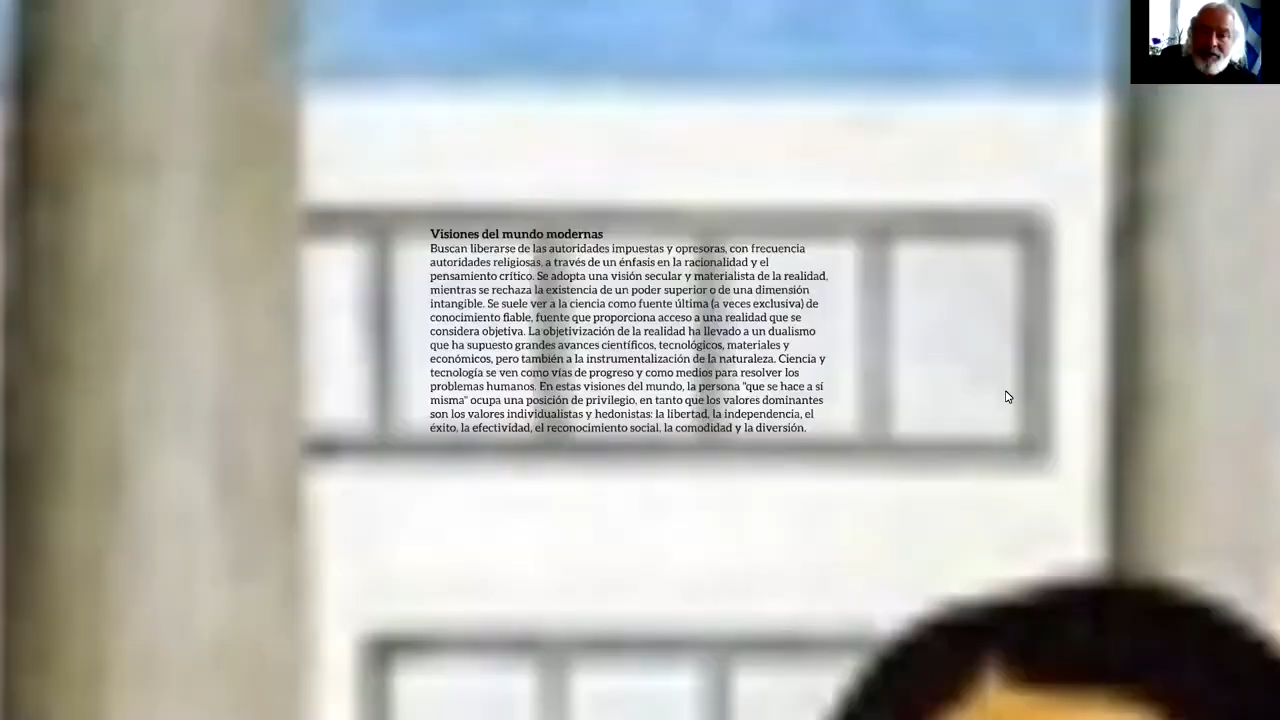 Visiones del mundo modernas
Buscan liberarse de las autoridades impuestas y opresoras, con frecuencia
autoridades religiosas, a través de un énfasis en la racionalidad y el
pensamiento crítico. Se adopta una visión secular y materialista de la realidad,
mientras se rechaza la existencia de un poder superior o de una dimensión
intangible. Se suele ver a la ciencia como fuente última (a veces exclusiva) de
conocimiento fiable, fuente que proporciona acceso a una realidad que se
considera objetiva. La objetivización de la realidad ha llevado a un dualismo
que ha supuesto grandes avances científicos, tecnológicos, materiales y
económicos, pero también a la instrumentalización de la naturaleza. Ciencia y
tecnología se ven como vías de progreso y como medios para resolver los
problemas humanos. En estas visiones del mundo, la persona "que se hace a sí
misma" ocupa una posición de privilegio, en tanto que los valores dominantes
son los valores individualistas y hedonistas: la libertad, la independencia, el
éxito, la efectividad, el reconocimiento social, la comodidad y la diversión.